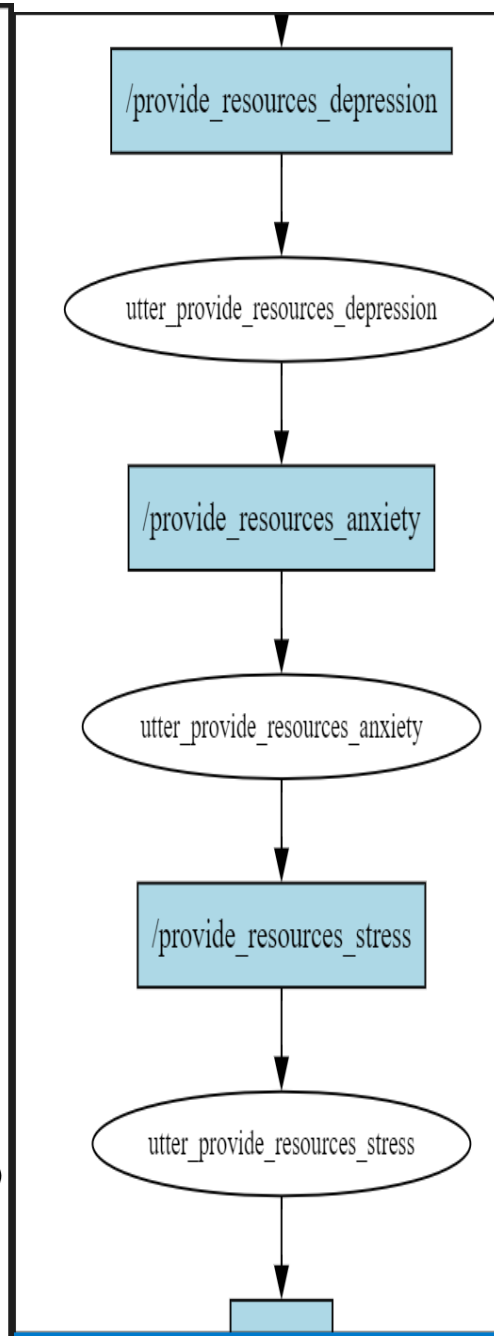 /provide_resources_depression
utter_provide_resources_depression
/provide_resources_anxiety
utter_provide_resources_anxiety
/provide_resources_stress
utter_provide_resources_stress